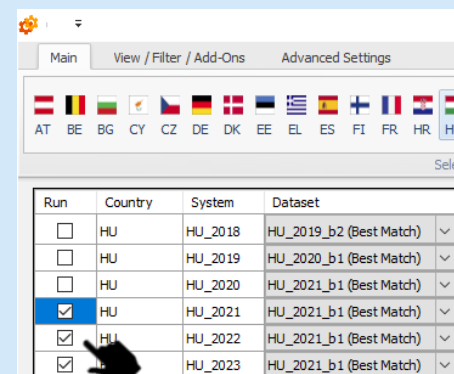 Main View / Filter / Add-Ons Advanced Settings
AT BE BG CY CZ DE DK EE EL ES FI FR HR
Run Country System Dataset
HU HU_2018 HU_2019_b2 (Best Match)
HU HU_2019 HU_2020_b1 (Best Match)
HU HU_2020 HU_2021_b1 (Best Match)
HU HU_2021 HU_2021_b1 (Best Match)
HU HU_2022 HU_2021_b1 (Best Match)
HU_2023 HU_2021_b1 (Best Match)